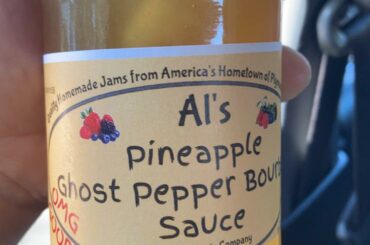 Homemade Jams from America's Hometown of
Al's
Pineapple
Ghost Pepper
Sauce
OMG
Company